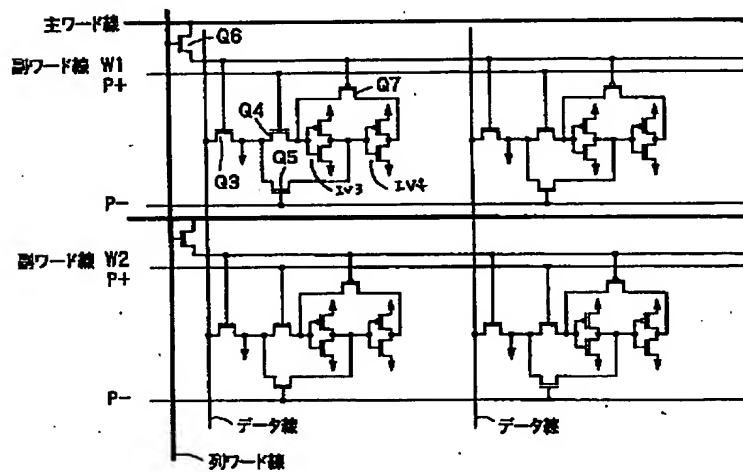 主ワード線
Q6
副ワード線 W1
P+
Q7
Q4
Q5
Q3
IV3
IV4
P-
副ワード線 W2
P+
P-
データ線
データ線
列ワード線